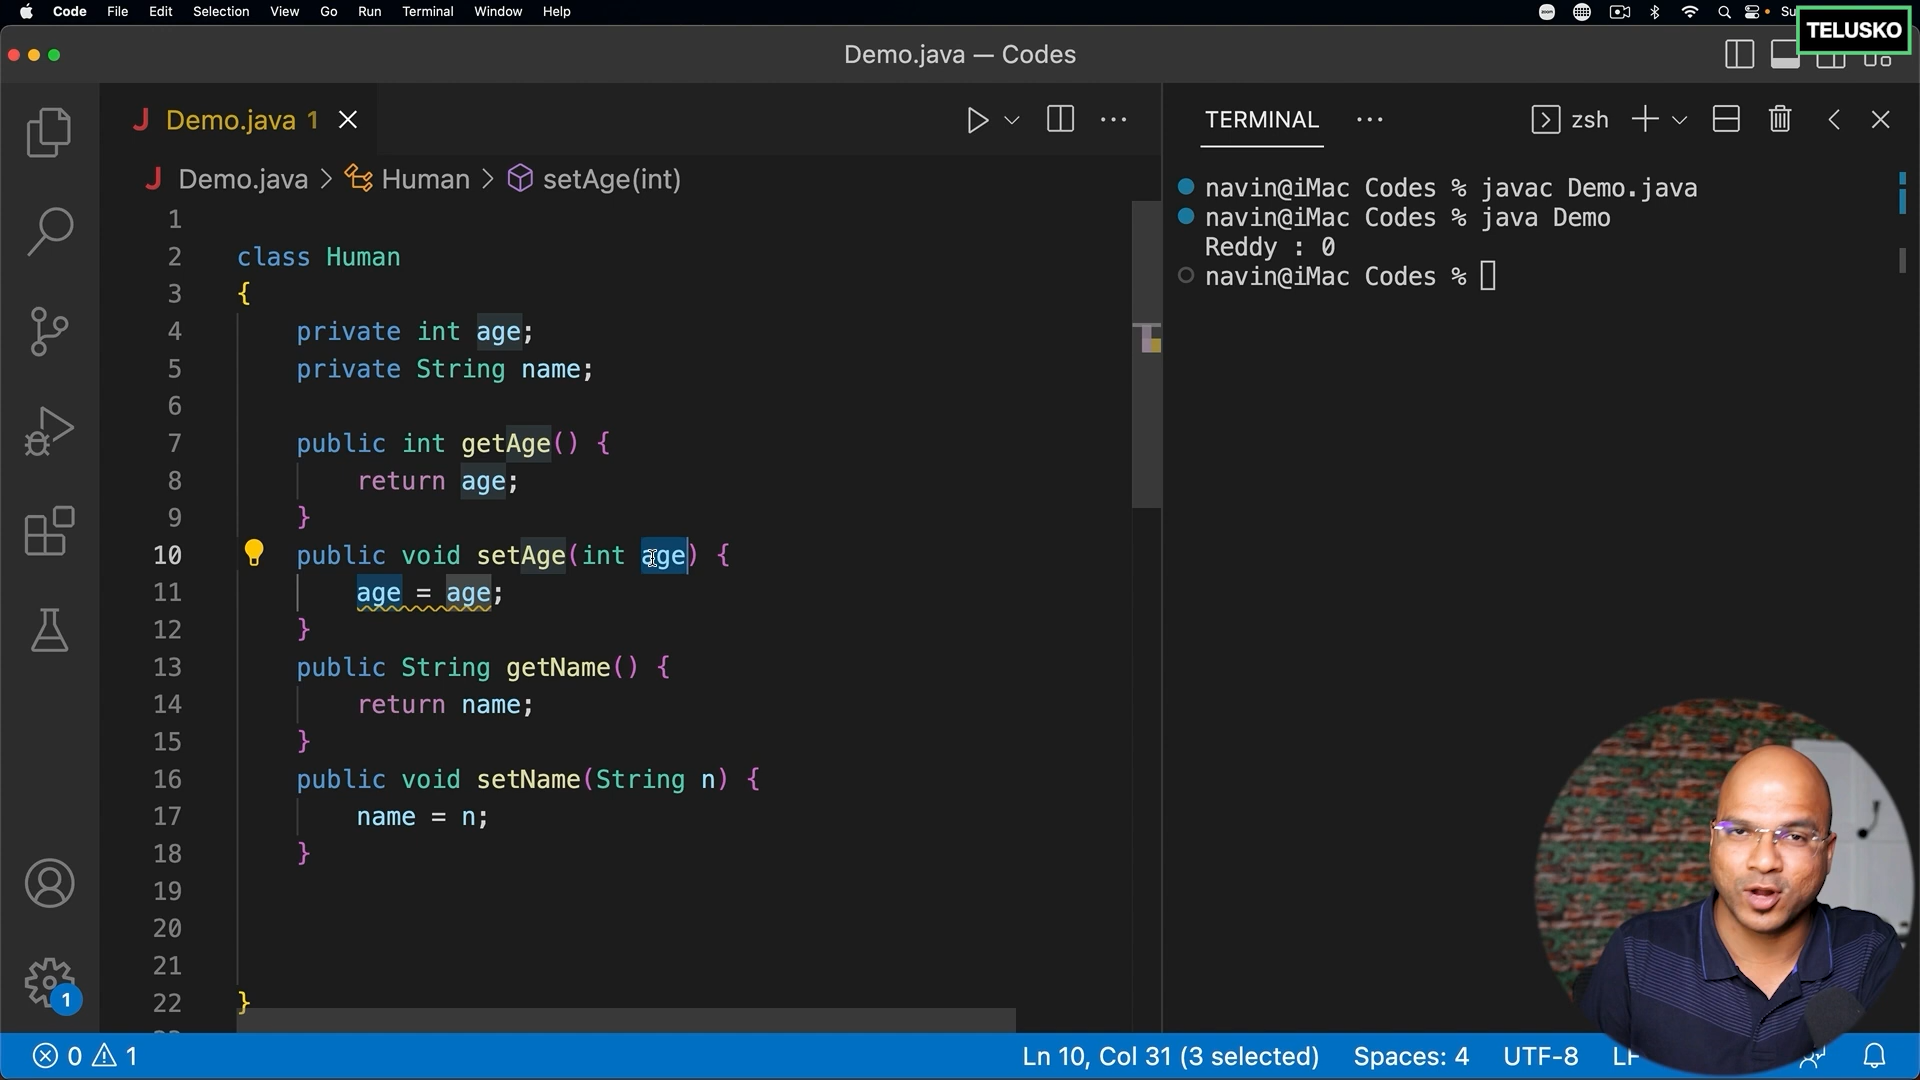 Code File Edit Selection View Go Run Terminal Window Help
TELUSKO
Demo.java — Codes
Demo.java 1
TERMINAL
zsh
Demo.java > Human > setAge(int)
1
2 class Human
3 {
4 private int age;
5 private String name;
6
7 public int getAge() {
8 return age;
9 }
10 public void setAge(int age) {
11 age = age;
12 }
13 public String getName() {
14 return name;
15 }
16 public void setName(String n) {
17 name = n;
18 }
19
20
21
22 }
navin@iMac Codes % javac Demo.java
navin@iMac Codes % java Demo
Reddy : 0
navin@iMac Codes %
1
0 1 Ln 10, Col 31 (3 selected) Spaces: 4 UTF-8 LF